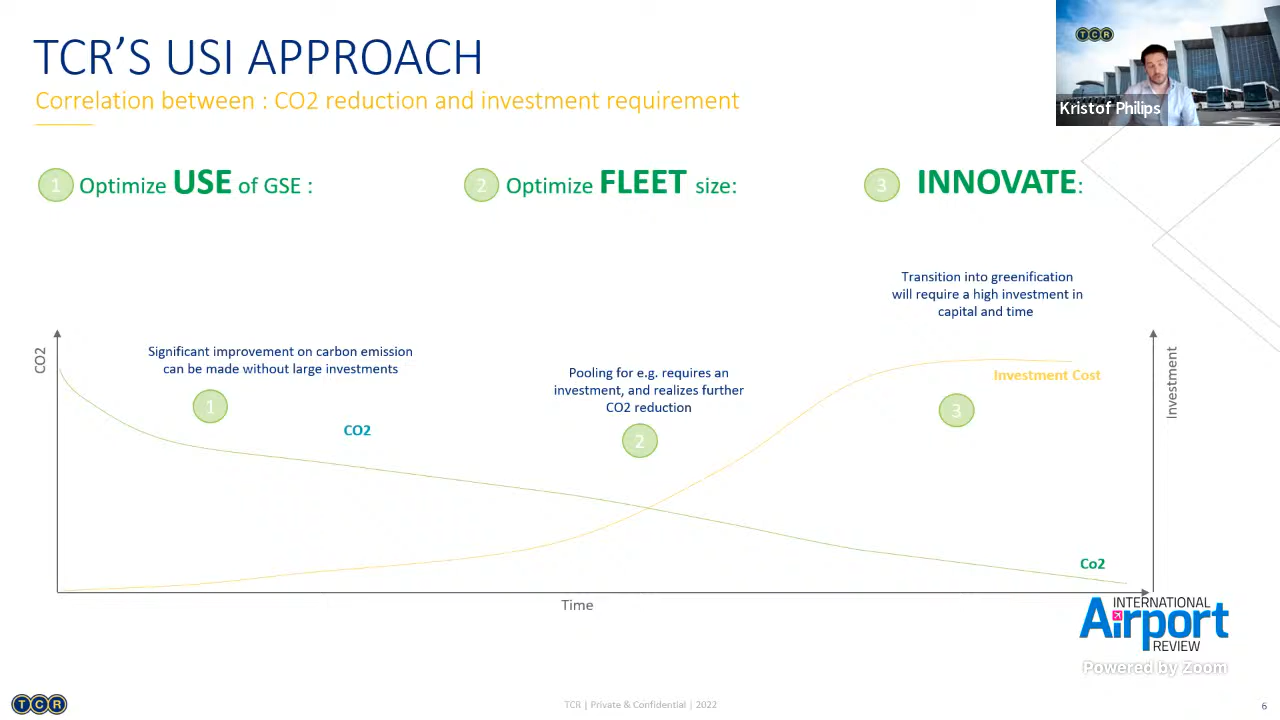 TCR'S USI APPROACH
Correlation between : CO2 reduction and investment requirement
TCR
Kristof Philips
1 Optimize USE of GSE :
2 Optimize FLEET size:
3 INNOVATE:
Transition into greenification
will require a high investment in
capital and time
CO2
Significant improvement on carbon emission
can be made without large investments
1
CO2
Pooling for e.g. requires an
investment, and realizes further
CO2 reduction
2
Investment Cost
3
Investment
Co2
Time
INTERNATIONAL
Airport
REVIEW
Powered by Zoom
TCR
TCR | Private & Confidential | 2022
6